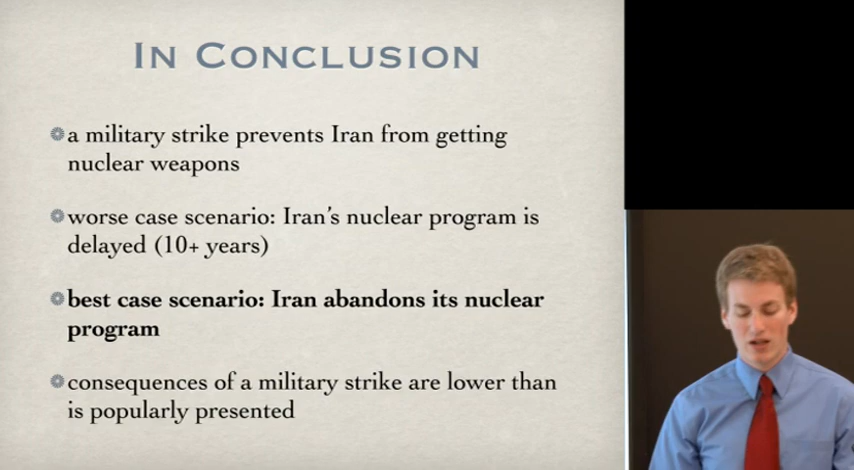 In Conclusion
a military strike prevents Iran from getting
nuclear weapons
worse case scenario: Iran's nuclear program is
delayed (10+ years)
best case scenario: Iran abandons its nuclear
program
consequences of a military strike are lower than
is popularly presented